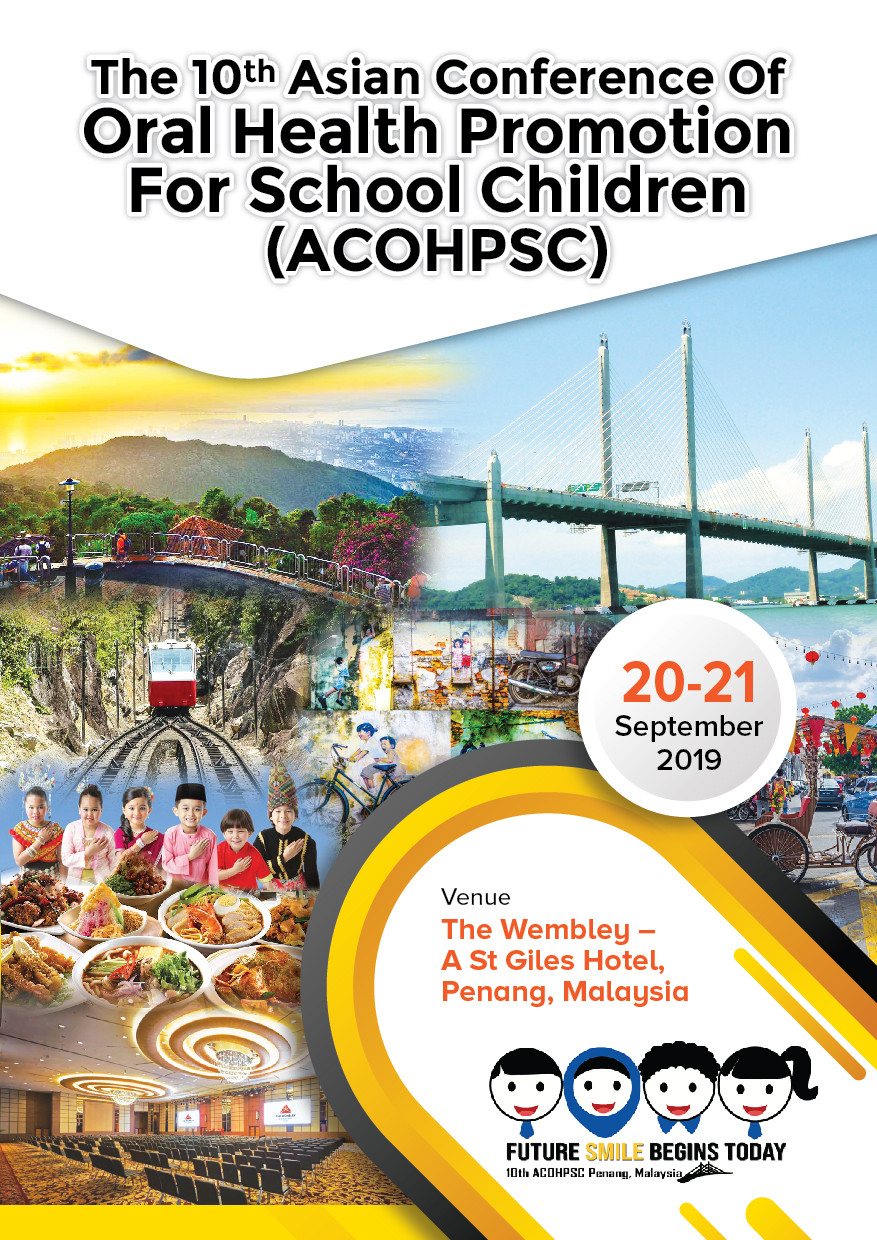 The 10th Asian Conference Of
Oral Health Promotion
For School Children
(ACOHPSC)
20-21
September
2019
Venue
The Wembley –
A St Giles Hotel,
Penang, Malaysia
FUTURE SMILE BEGINS TODAY
10th ACOHPSC Penang, Malaysia